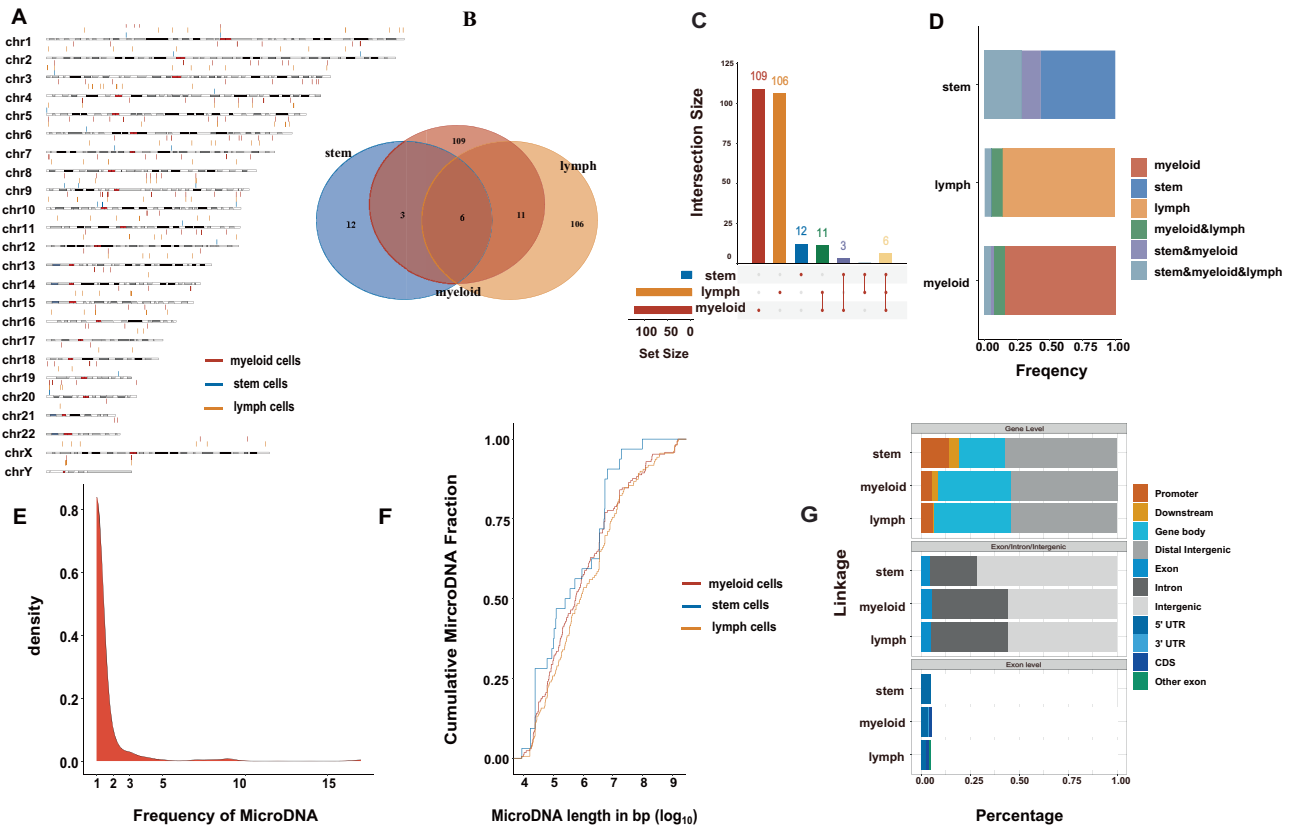 A
chr1
chr2
chr3
chr4
chr5
chr6
chr7
chr8
chr9
chr10
chr11
chr12
chr13
chr14
chr15
chr16
chr17
chr18
chr19
chr20
chr21
chr22
chrX
chrY
myeloid cells
stem cells
lymph cells
B
stem
lymph
myeloid
109
12
3
6
11
106
C
Intersection Size
125
100
75
50
25
0
109
106
12
11
3
6
stem
lymph
myeloid
100 50 0
Set Size
D
stem
lymph
myeloid
0.00 0.25 0.50 0.75 1.00
Freqency
myeloid
stem
lymph
myeloid&lymph
stem&myeloid
stem&myeloid&lymph
E
density
0.8
0.6
0.4
0.2
0.0
1 2 3 5 10 15
Frequency of MicroDNA
F
Cumulative MicroDNA Fraction
1.00
0.75
0.50
0.25
0.00
4 5 6 7 8 9
MicroDNA length in bp (log₁₀)
myeloid cells
stem cells
lymph cells
G
Linkage
Gene Level
stem
myeloid
lymph
Exon/Intron/Intergenic
stem
myeloid
lymph
Exon level
stem
myeloid
lymph
0.00 0.25 0.50 0.75 1.00
Percentage
Promoter
Downstream
Gene body
Distal Intergenic
Exon
Intron
Intergenic
5' UTR
3' UTR
CDS
Other exon